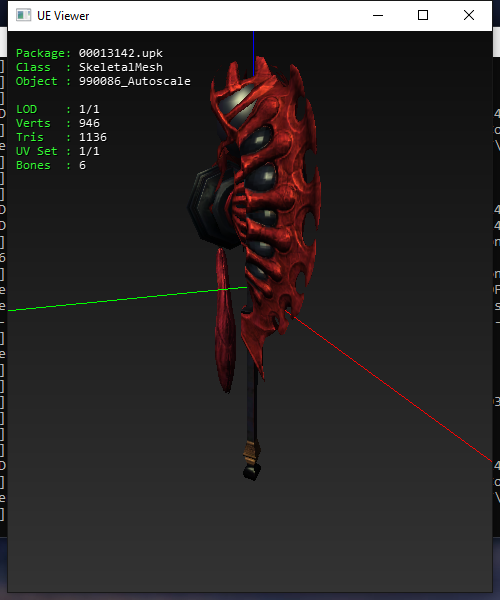 UE Viewer
Package: 00013142.upk
Class : SkeletalMesh
Object : 990086_Autoscale
LOD : 1/1
Verts : 946
Tris : 1136
UV Set : 1/1
Bones : 6